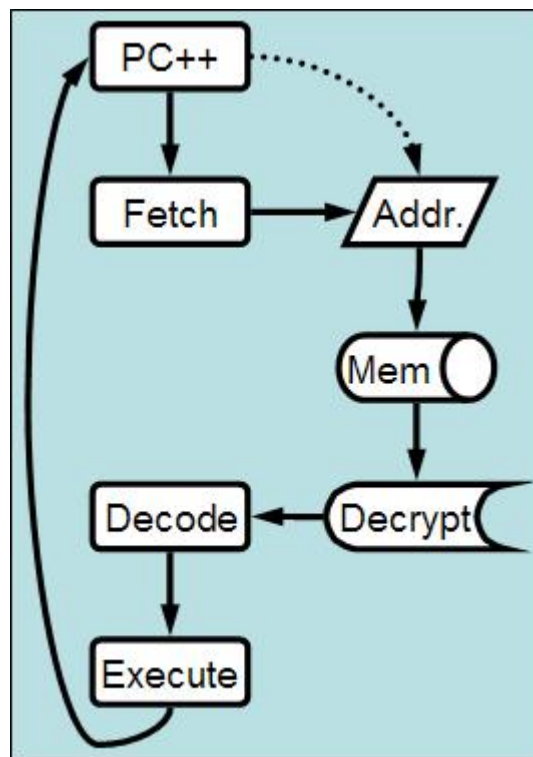 PC++
Fetch
Addr.
Mem
Decrypt
Decode
Execute